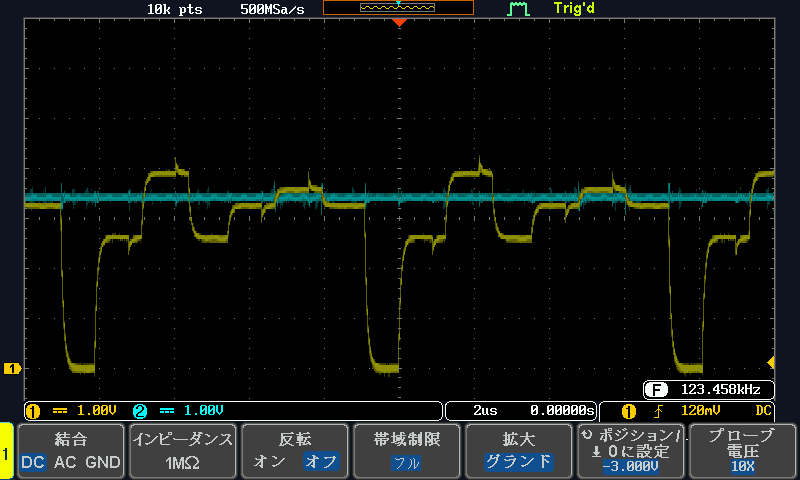 10k pts 500MSa/s Trig'd
1
F 123.458kHz
1 1.00V 2 1.00V 2us 0.00000s 1 120mV DC
1
結合 インピーダンス 反転 帯域制限 拡大 ポジション/ プローブ
DC AC GND 1MΩ オン オフ フル グランド 0に設定 電圧
-3.000V 10X